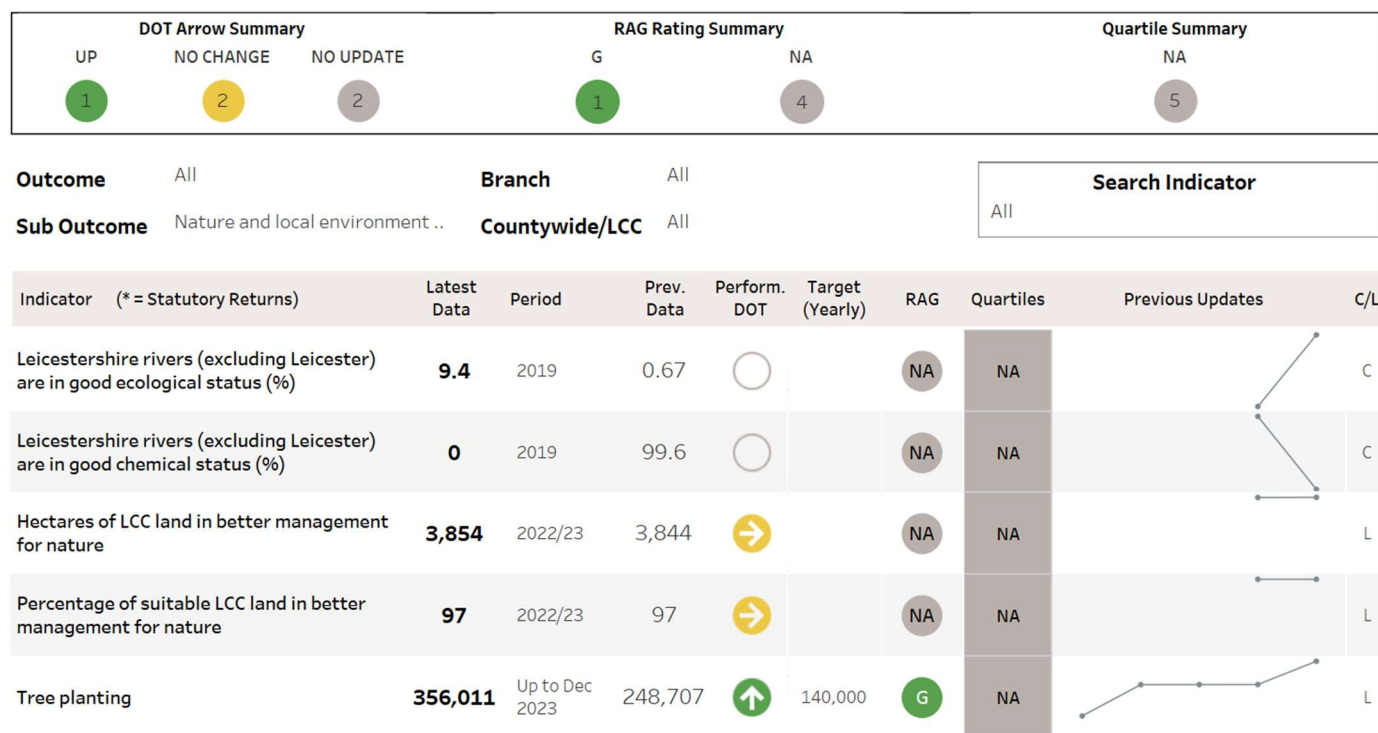 DOT Arrow Summary RAG Rating Summary Quartile Summary
UP NO CHANGE NO UPDATE G NA NA
1 2 2 1 4 5
Outcome All Branch All
Search Indicator
All
Sub Outcome Nature and local environment .. Countywide/LCC All
Indicator (* = Statutory Returns) Latest Data Period Prev. Data Perform. DOT Target (Yearly) RAG Quartiles Previous Updates C/L
Leicestershire rivers (excluding Leicester)
are in good ecological status (%)
9.4 2019 0.67 NA NA C
Leicestershire rivers (excluding Leicester)
are in good chemical status (%)
0 2019 99.6 NA NA C
Hectares of LCC land in better management
for nature
3,854 2022/23 3,844 NA NA L
Percentage of suitable LCC land in better
management for nature
97 2022/23 97 NA NA L
Tree planting 356,011 Up to Dec 2023 248,707 140,000 G NA L